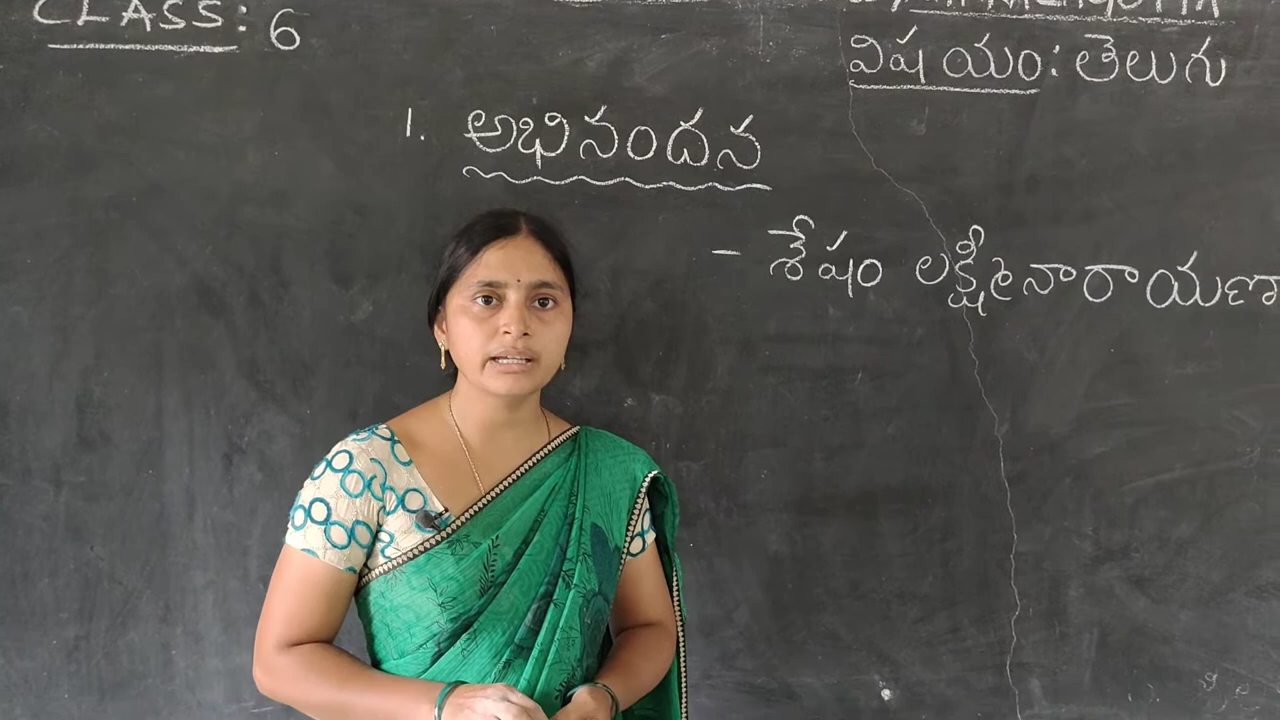 CLASS: 6
విషయం: తెలుగు
1. అభినందన
- శేషం లక్ష్మీనారాయణా